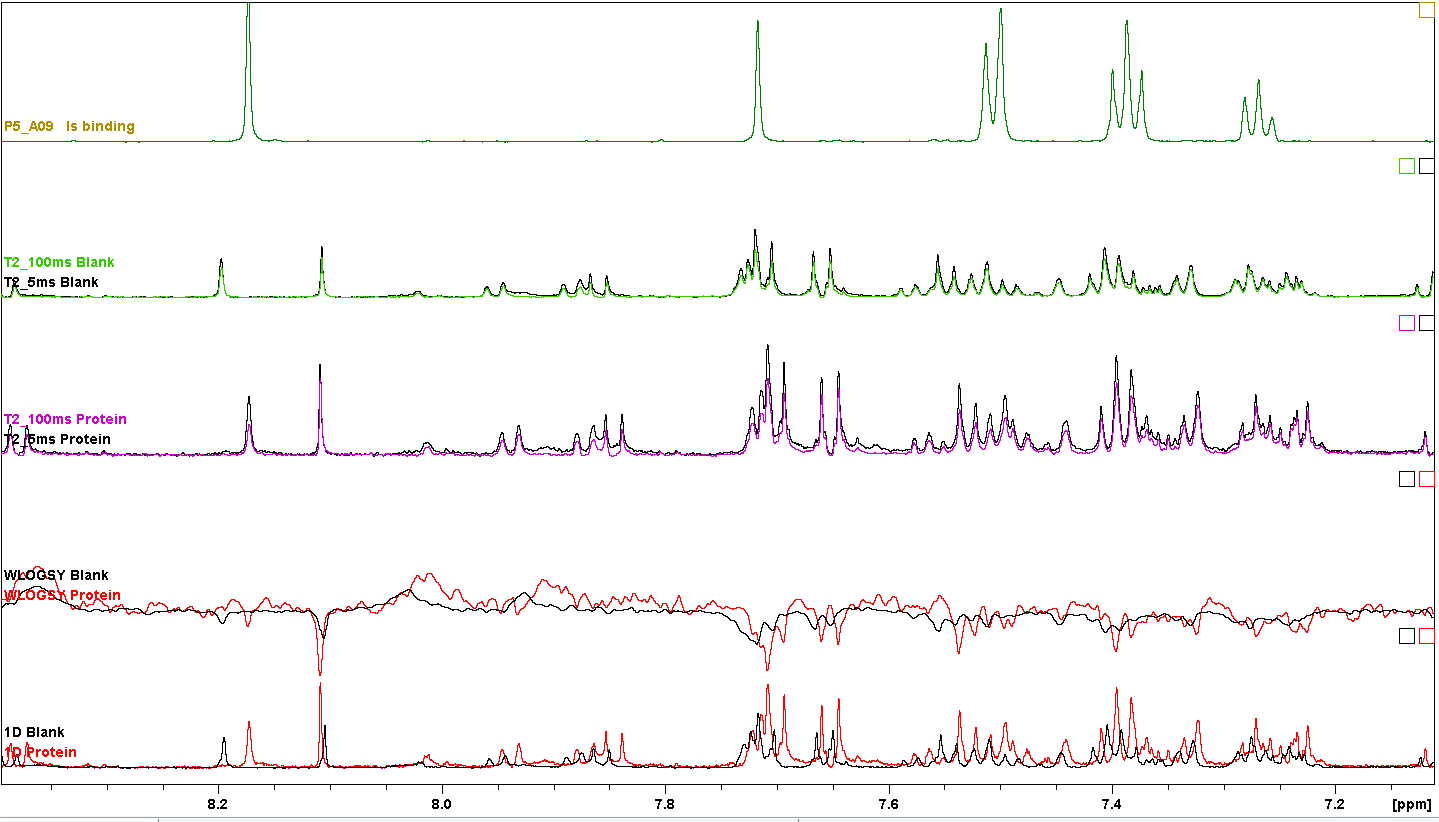 P5_A09 Is binding
T2_100ms Blank
T2_5ms Blank
T2_100ms Protein
T2_5ms Protein
WLOGSY Blank
WLOGSY Protein
1D Blank
1D Protein
8.2 8.0 7.8 7.6 7.4 7.2 [ppm]